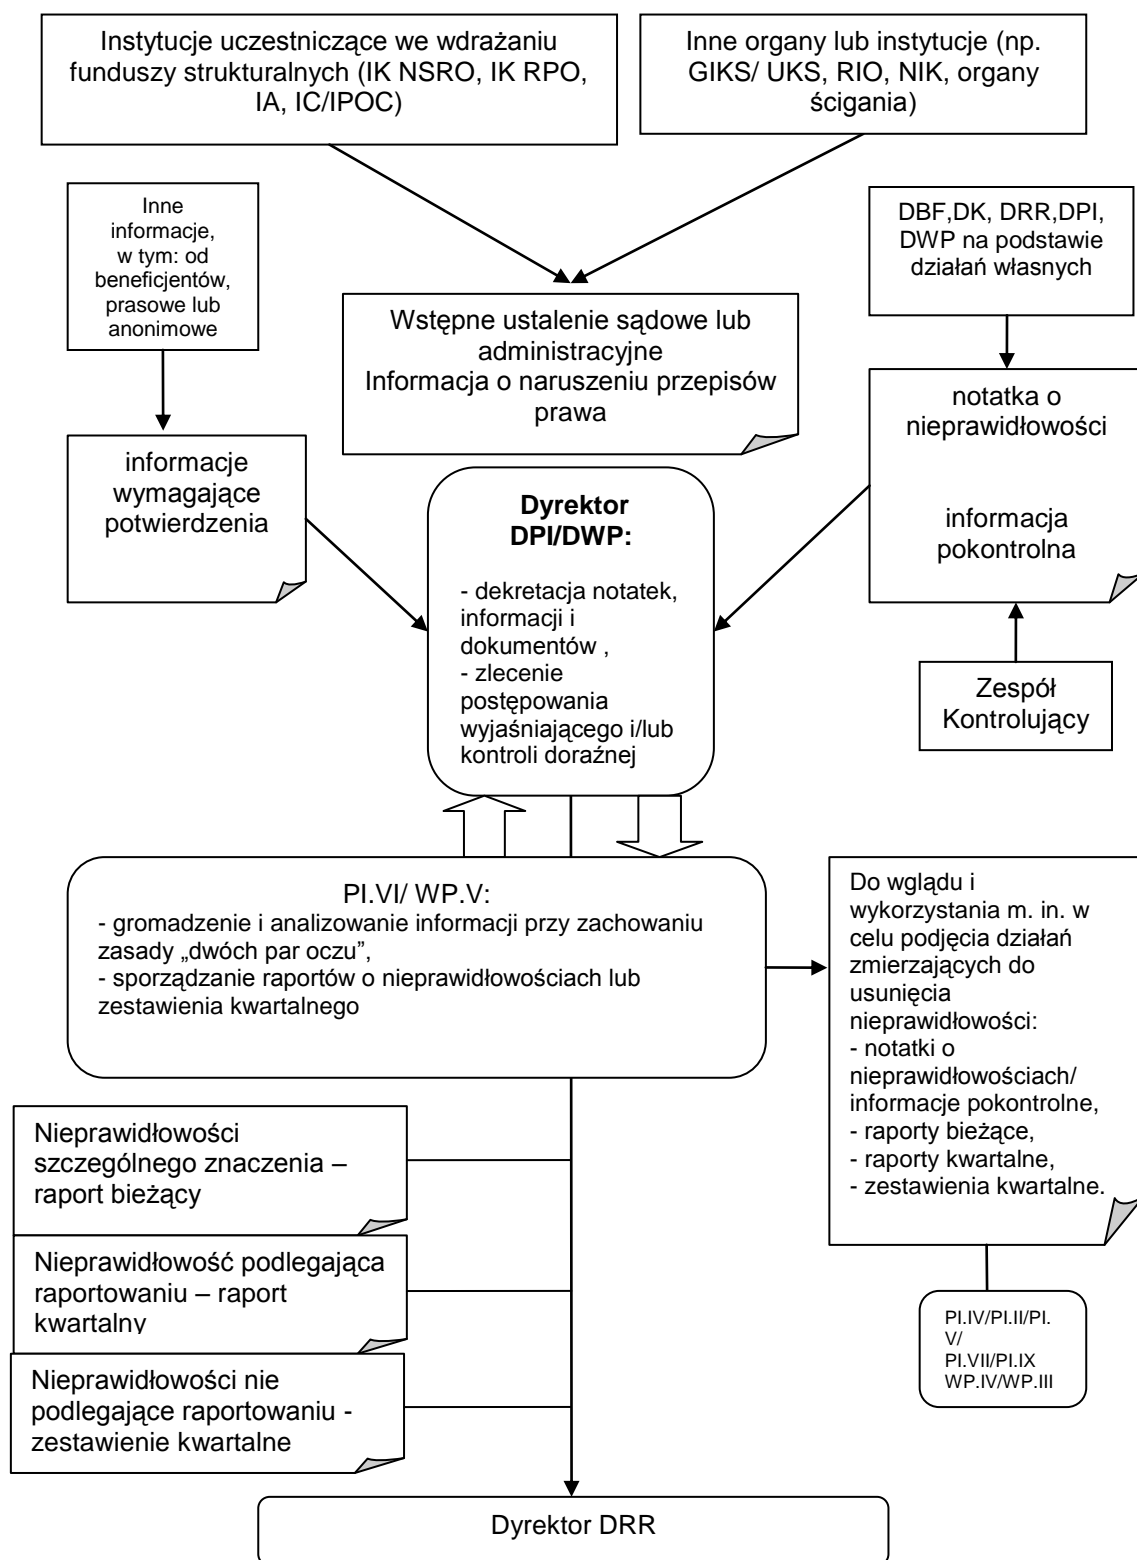 Instytucje uczestniczące we wdrażaniu
funduszy strukturalnych (IK NSRO, IK RPO,
IA, IC/IPOC)
Inne organy lub instytucje (np.
GIKS/ UKS, RIO, NIK, organy
ścigania)
Inne
informacje,
w tym: od
beneficjentów,
prasowe lub
anonimowe
DBF,DK, DRR,DPI,
DWP na podstawie
działań własnych
Wstępne ustalenie sądowe lub
administracyjne
Informacja o naruszeniu przepisów
prawa
notatka o
nieprawidłowości
informacja
pokontrolna
informacje
wymagające
potwierdzenia
Dyrektor
DPI/DWP:
- dekretacja notatek,
informacji i
dokumentów ,
- zlecenie
postępowania
wyjaśniającego i/lub
kontroli doraźnej
Zespół
Kontrolujący
PI.VI/ WP.V:
- gromadzenie i analizowanie informacji przy zachowaniu
zasady „dwóch par oczu”,
- sporządzanie raportów o nieprawidłowościach lub
zestawienia kwartalnego
Do wglądu i
wykorzystania m. in. w
celu podjęcia działań
zmierzających do
usunięcia
nieprawidłowości:
- notatki o
nieprawidłowościach/
informacje pokontrolne,
- raporty bieżące,
- raporty kwartalne,
- zestawienia kwartalne.
Nieprawidłowości
szczególnego znaczenia –
raport bieżący
Nieprawidłowość podlegająca
raportowaniu – raport
kwartalny
Nieprawidłowości nie
podlegające raportowaniu -
zestawienie kwartalne
PI.IV/PI.II/PI.
V/
PI.VII/PI.IX
WP.IV/WP.III
Dyrektor DRR